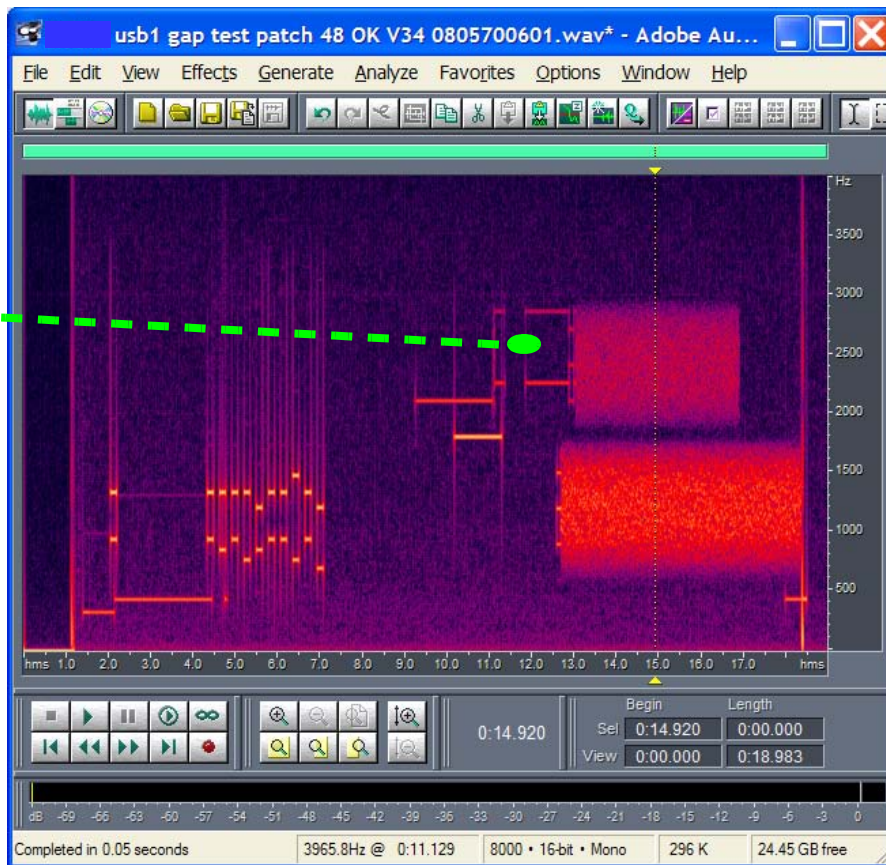 usb1 gap test patch 48 OK V34 0805700601.wav* - Adobe Au...
File Edit View Effects Generate Analyze Favorites Options Window Help
Hz
3500
3000
2500
2000
1500
1000
500
hms 1.0 2.0 3.0 4.0 5.0 6.0 7.0 8.0 9.0 10.0 11.0 12.0 13.0 14.0 15.0 16.0 17.0 hms
Begin Length
0:14.920 Sel 0:14.920 0:00.000
View 0:00.000 0:18.983
dB -69 -66 -63 -60 -57 -54 -51 -48 -45 -42 -39 -36 -33 -30 -27 -24 -21 -18 -15 -12 -9 -6 -3 0
Completed in 0.05 seconds 3965.8Hz @ 0:11.129 8000 • 16-bit • Mono 296 K 24.45 GB free